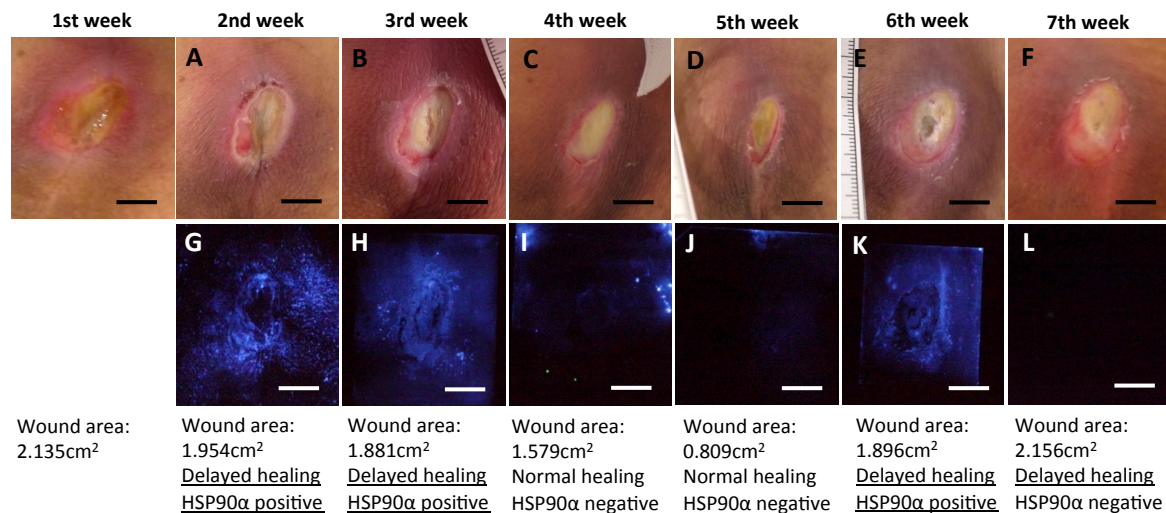 1st week
2nd week
3rd week
4th week
5th week
6th week
7th week
A
B
C
D
E
F
G
H
I
J
K
L
Wound area:
2.135cm²
Wound area:
1.954cm²
Delayed healing
HSP90α positive
Wound area:
1.881cm²
Delayed healing
HSP90α positive
Wound area:
1.579cm²
Normal healing
HSP90α negative
Wound area:
0.809cm²
Normal healing
HSP90α negative
Wound area:
1.896cm²
Delayed healing
HSP90α positive
Wound area:
2.156cm²
Delayed healing
HSP90α negative